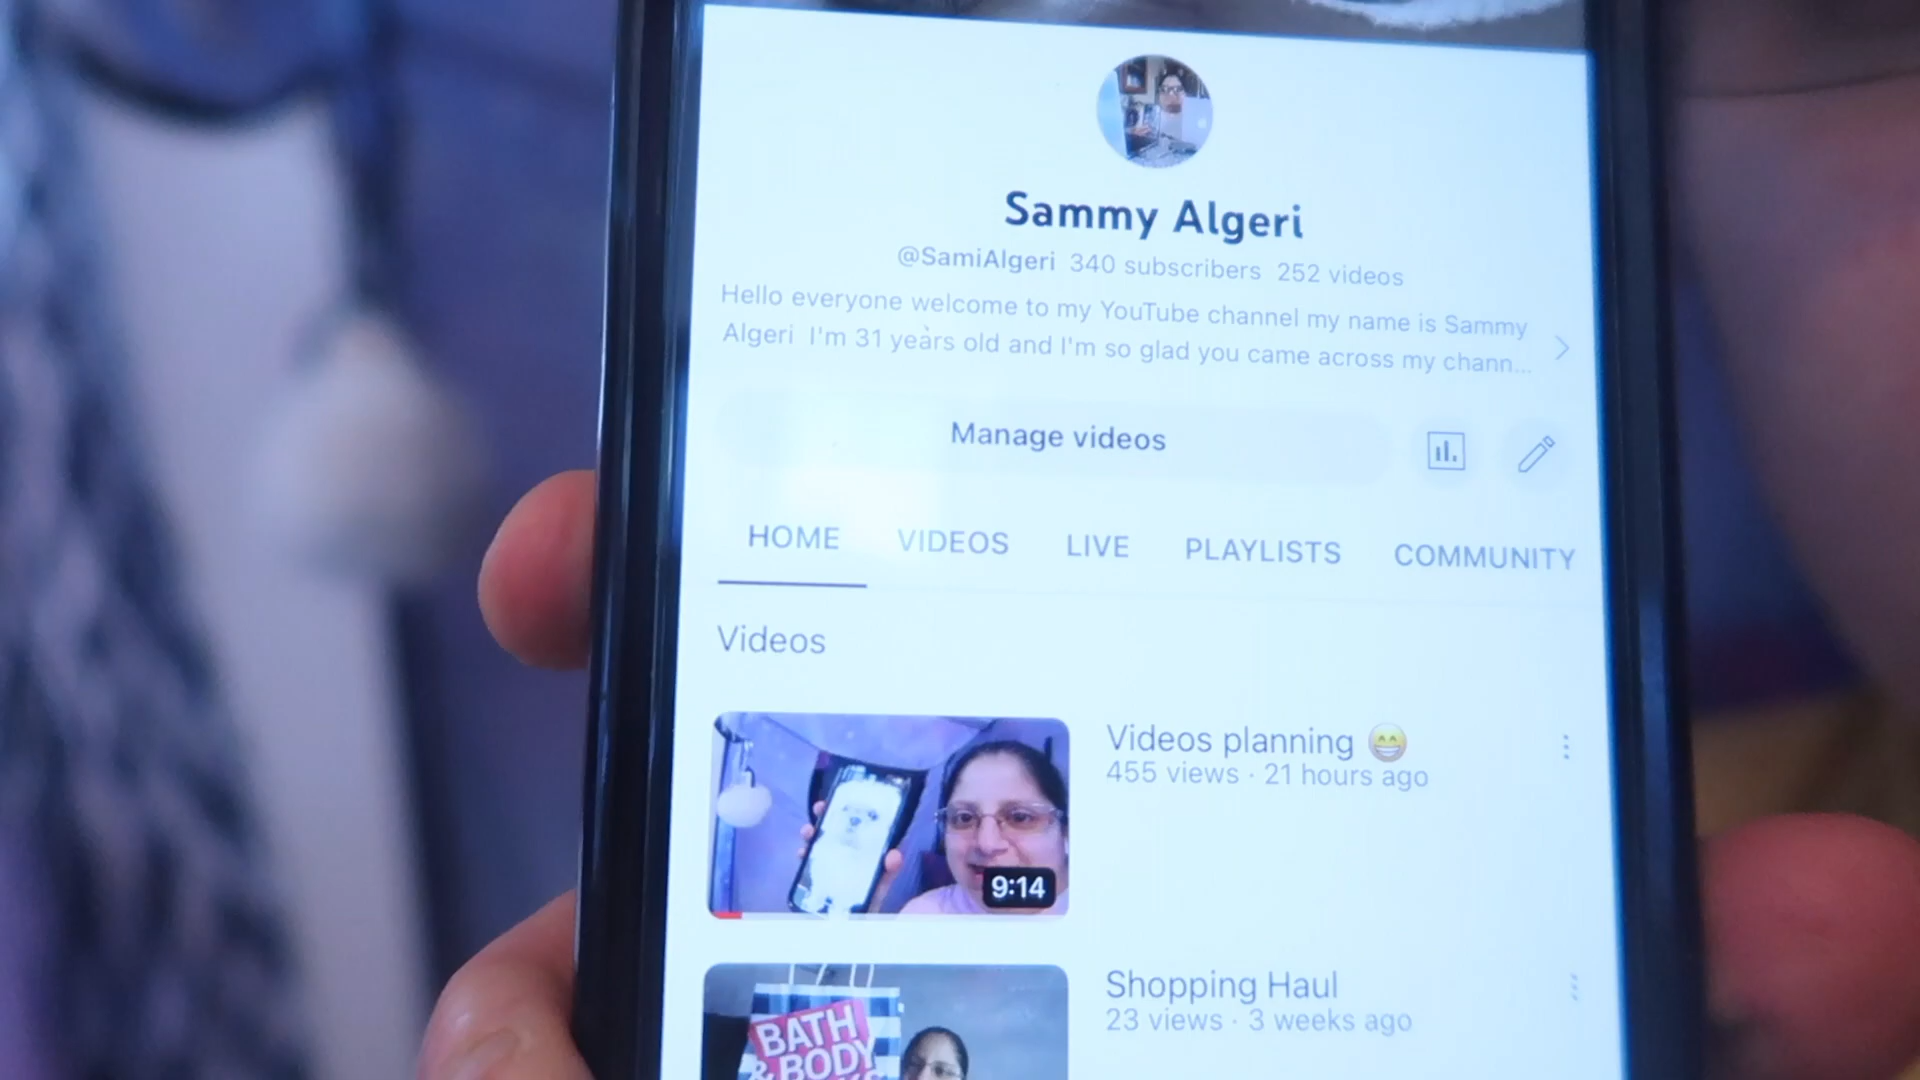 Sammy Algeri
@SamiAlgeri 340 subscribers 252 videos
Hello everyone welcome to my YouTube channel my name is Sammy
Algeri I'm 31 years old and I'm so glad you came across my chann...
Manage videos
HOME VIDEOS LIVE PLAYLISTS COMMUNITY
Videos
Videos planning 😄
455 views · 21 hours ago
9:14
Shopping Haul
23 views · 3 weeks ago
BATH
& BODY